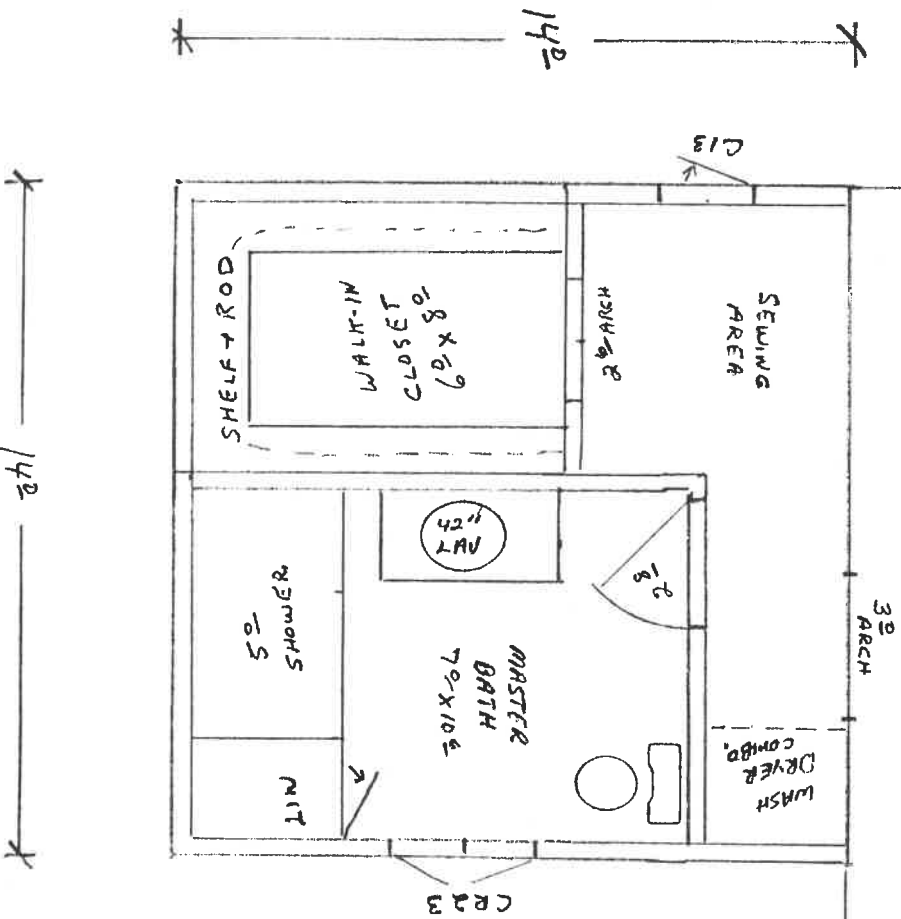 14⁰
C13
SEWING
AREA
ARCH
3⁰
ARCH
WASH
DRYER
COMBO.
WALK-IN
CLOSET
6⁰ X 8⁰
SHELF + ROD
42"
LAV
2⁸
MASTER
BATH
7⁰ X 10⁶
5⁰
SHOWER
LIN
CR23
14⁰